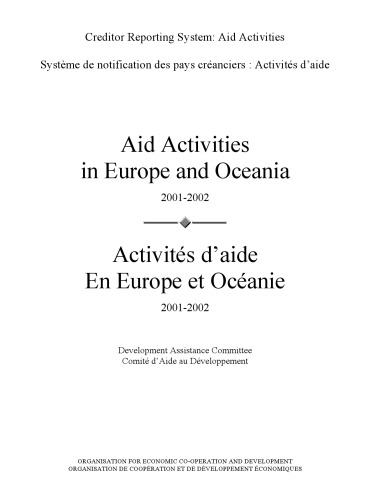 Creditor Reporting System: Aid Activities
Système de notification des pays créanciers : Activités d'aide
Aid Activities
in Europe and Oceania
2001-2002
Activités d'aide
En Europe et Océanie
2001-2002
Development Assistance Committee
Comité d'Aide au Développement
ORGANISATION FOR ECONOMIC CO-OPERATION AND DEVELOPMENT
ORGANISATION DE COOPÉRATION ET DE DÉVELOPPEMENT ÉCONOMIQUES